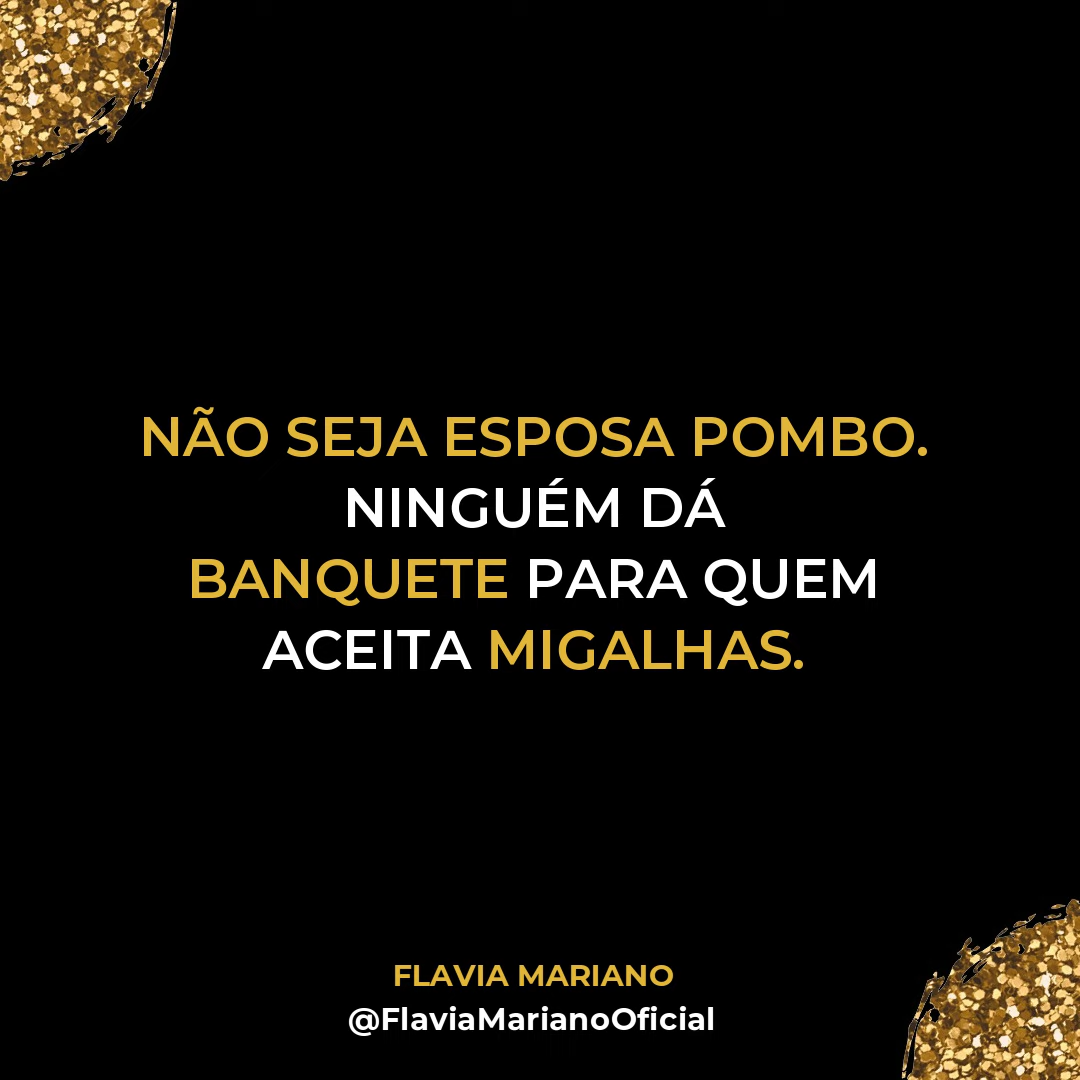 NÃO SEJA ESPOSA POMBO.
NINGUÉM DÁ
BANQUETE PARA QUEM
ACEITA MIGALHAS.
FLAVIA MARIANO
@FlaviaMarianoOficial